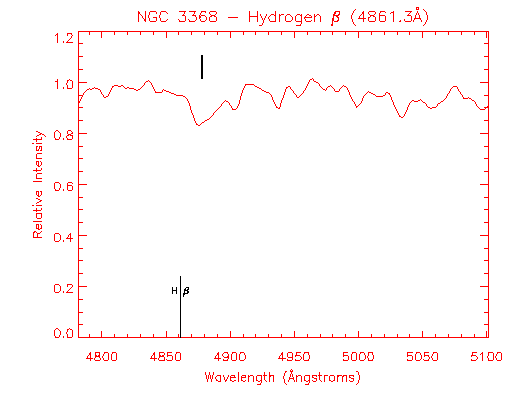 NGC 3368 – Hydrogen β (4861.3Å)
1.2
1.0
0.8
0.6
0.4
0.2
0.0
Relative Intensity
H β
4800 4850 4900 4950 5000 5050 5100
Wavelength (Ångstroms)